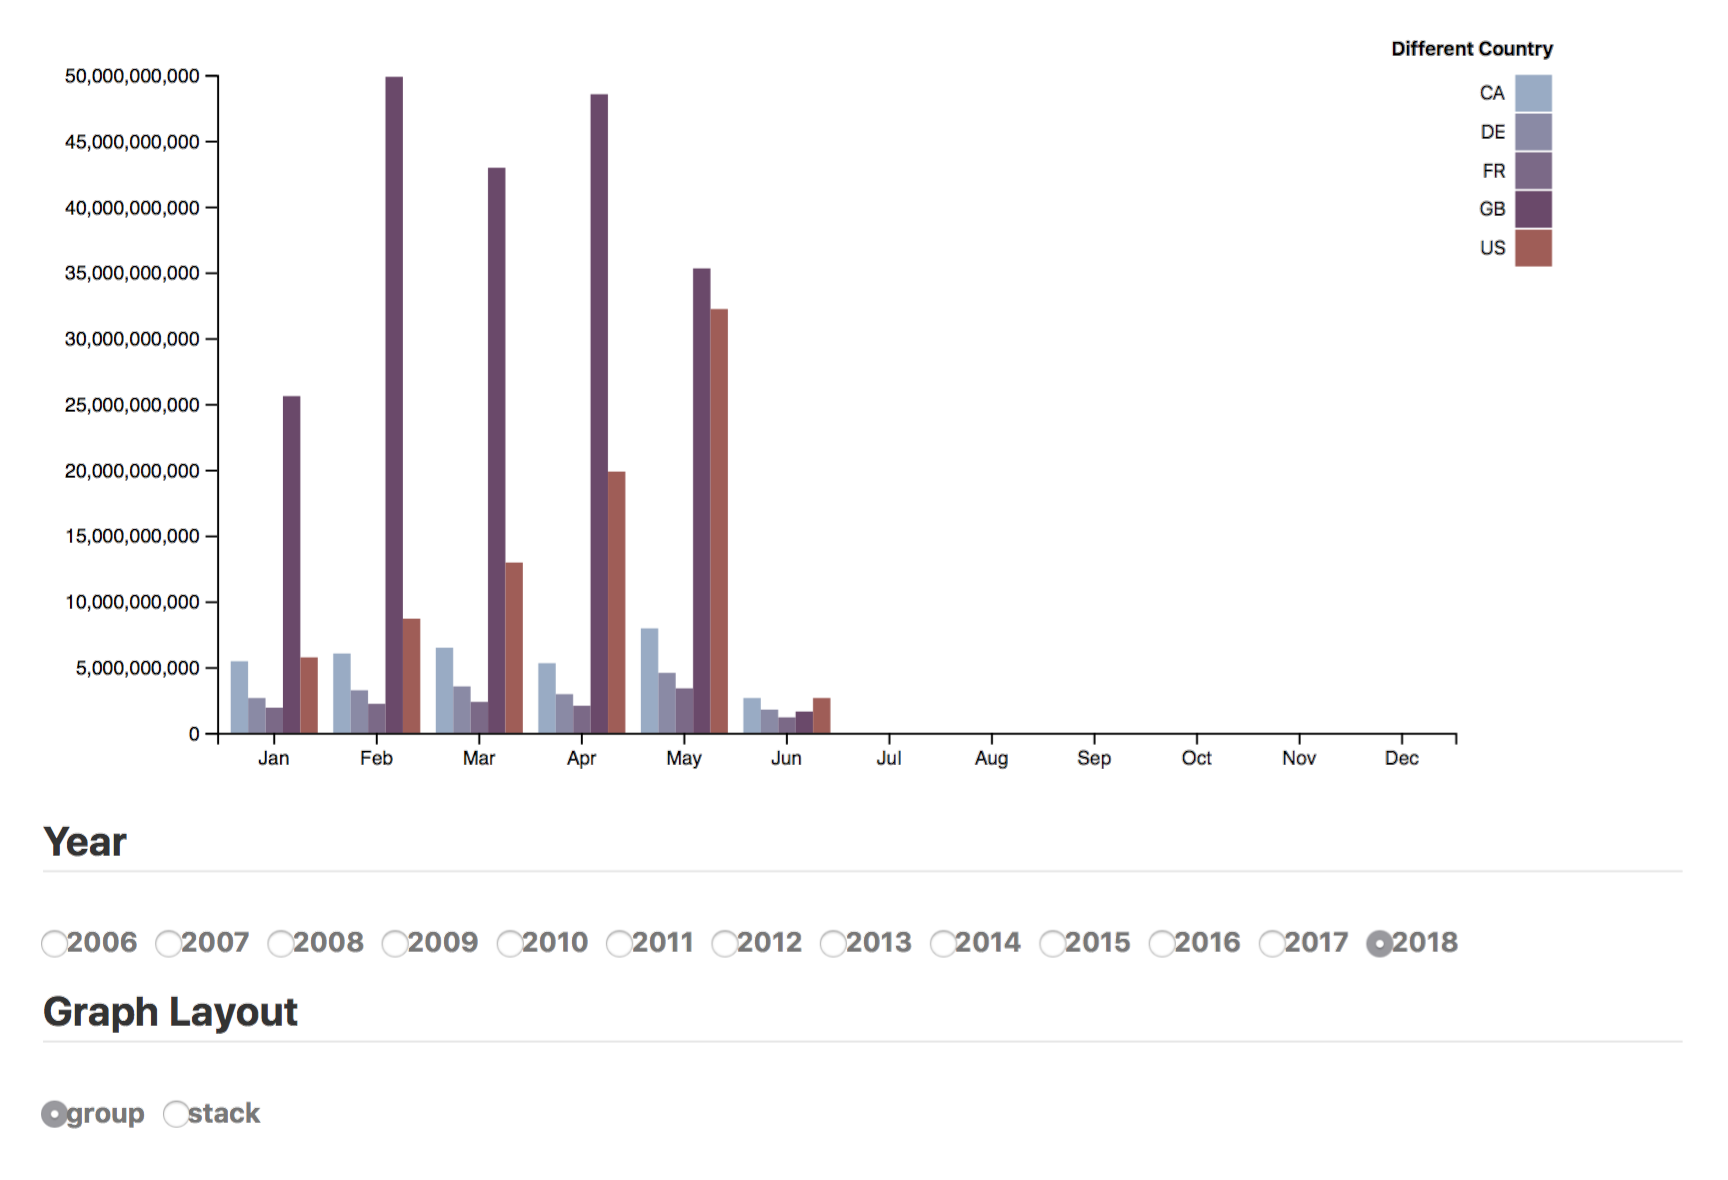 Different Country
CA
DE
FR
GB
US
50,000,000,000
45,000,000,000
40,000,000,000
35,000,000,000
30,000,000,000
25,000,000,000
20,000,000,000
15,000,000,000
10,000,000,000
5,000,000,000
0
Jan Feb Mar Apr May Jun Jul Aug Sep Oct Nov Dec
Year
2006 2007 2008 2009 2010 2011 2012 2013 2014 2015 2016 2017 2018
Graph Layout
group stack